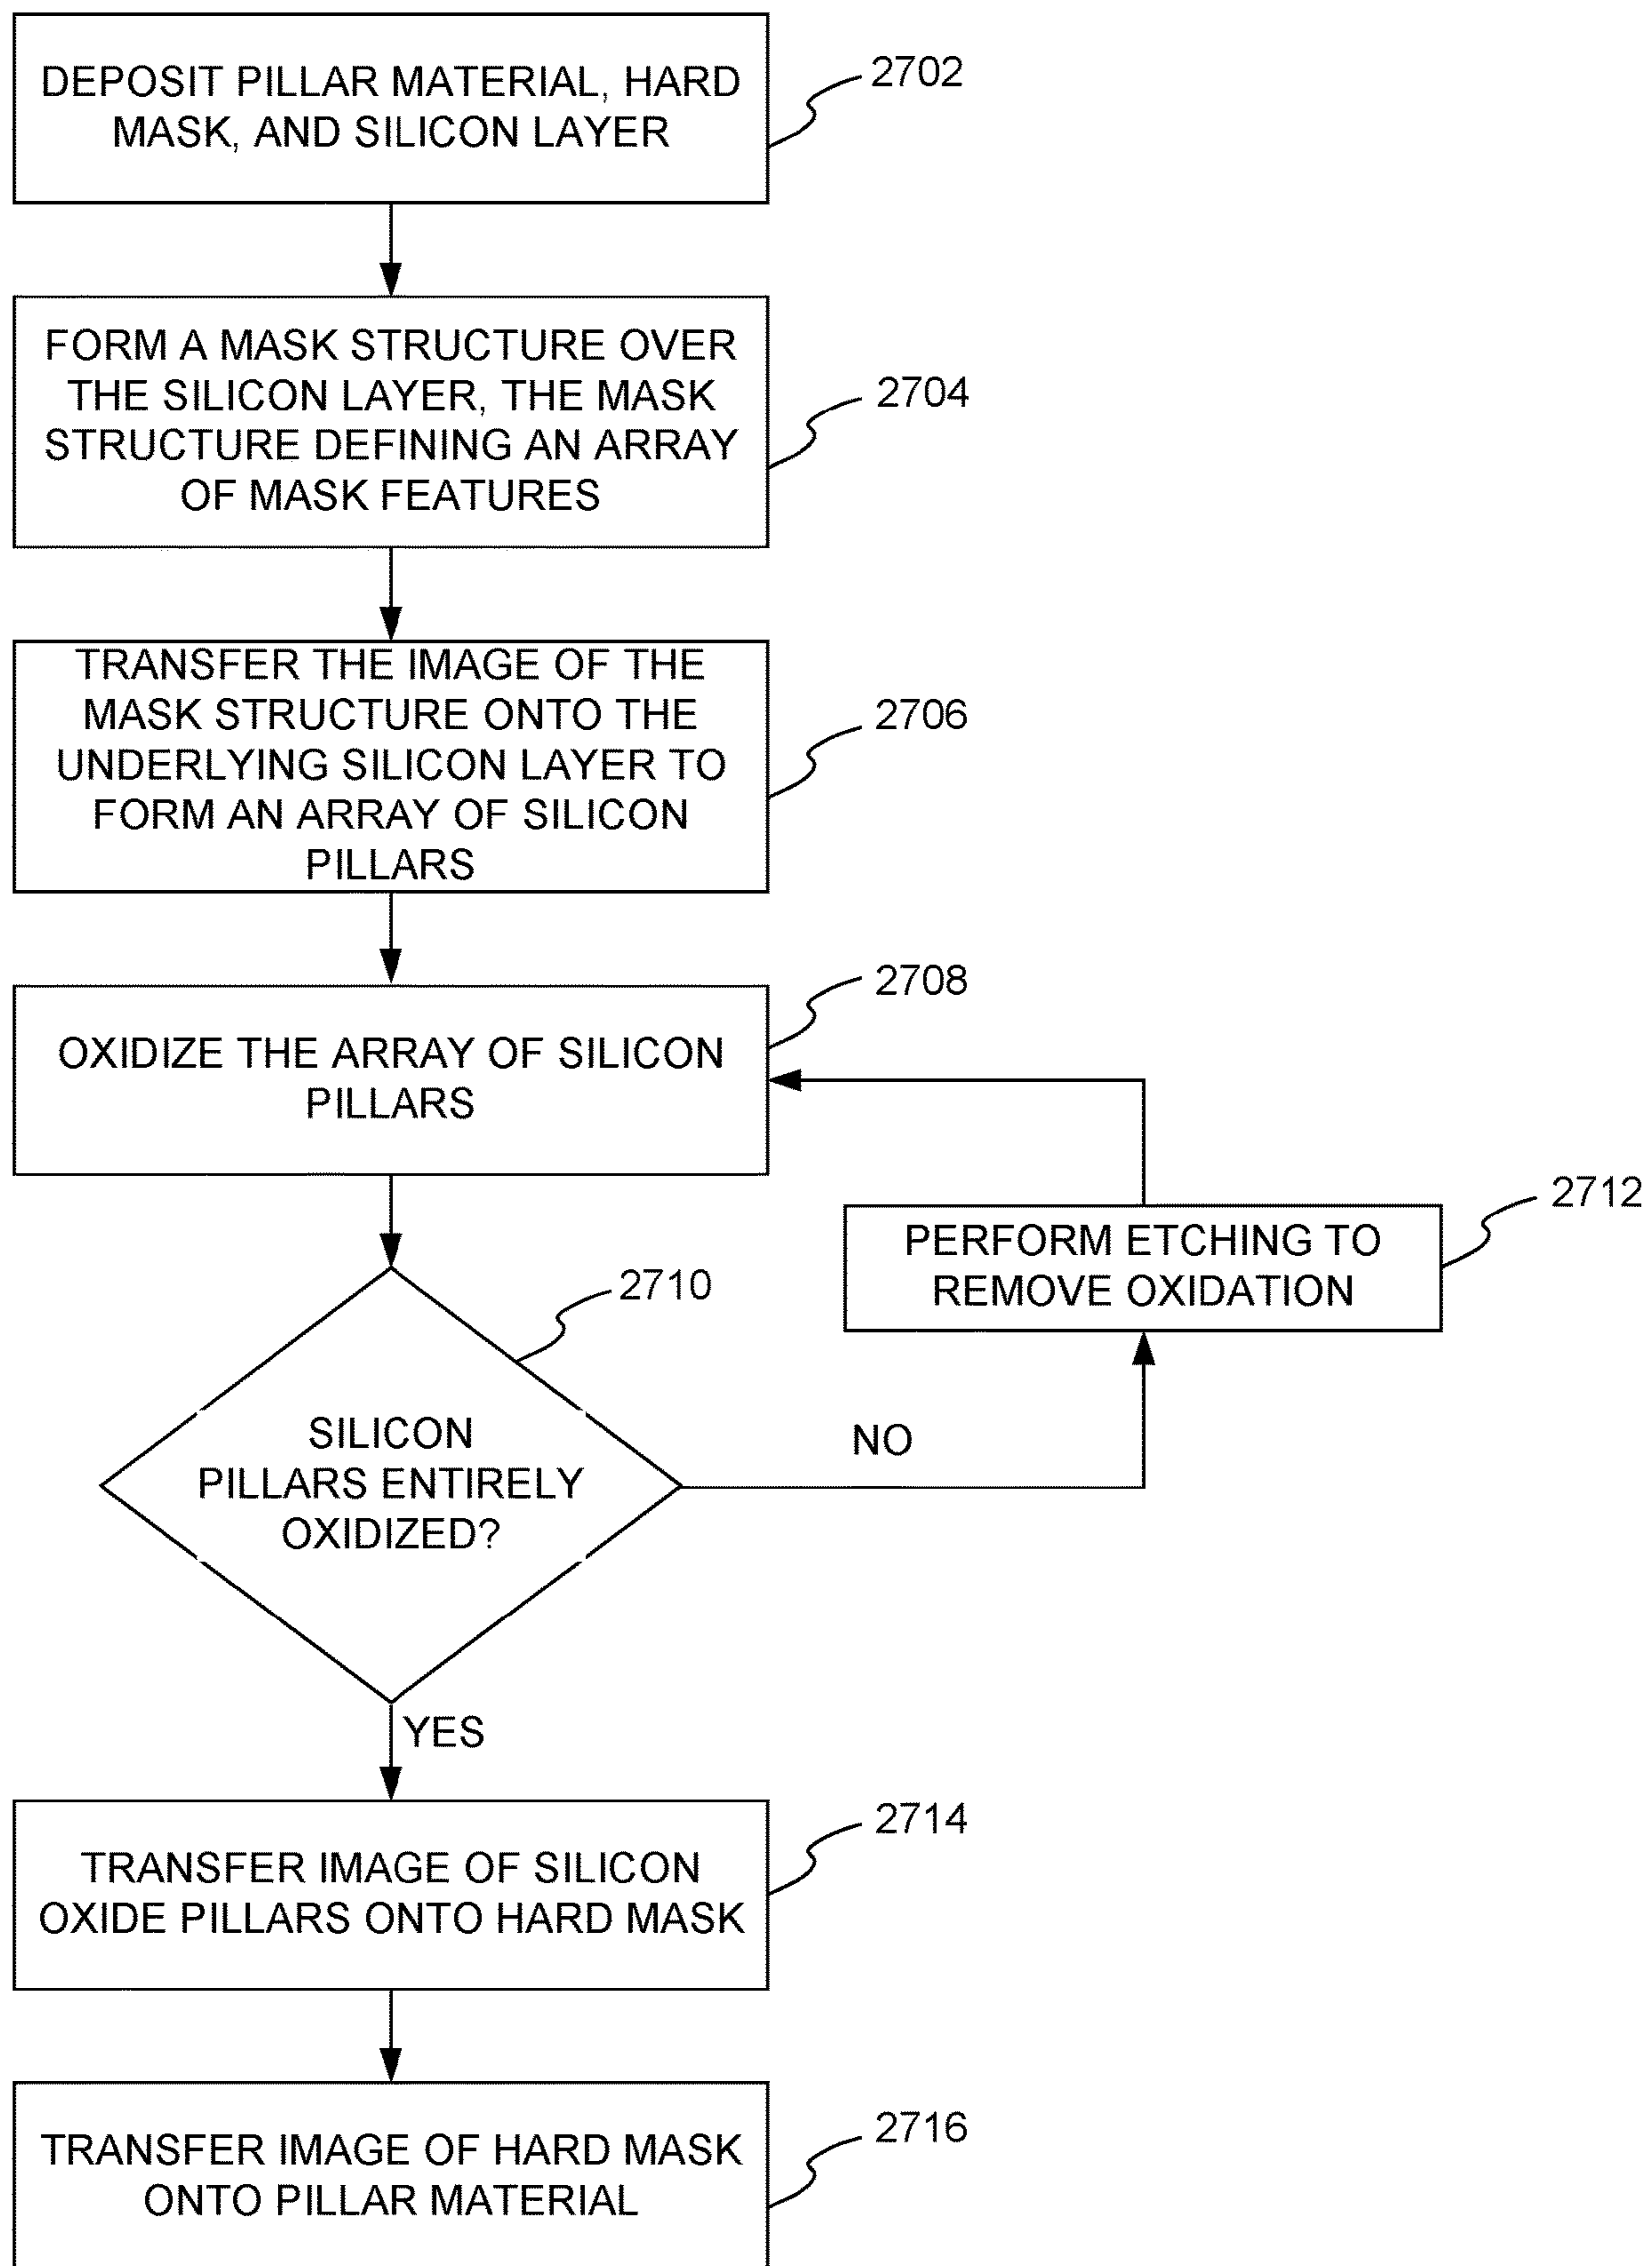 DEPOSIT PILLAR MATERIAL, HARD
MASK, AND SILICON LAYER
2702
FORM A MASK STRUCTURE OVER
THE SILICON LAYER, THE MASK
STRUCTURE DEFINING AN ARRAY
OF MASK FEATURES
2704
TRANSFER THE IMAGE OF THE
MASK STRUCTURE ONTO THE
UNDERLYING SILICON LAYER TO
FORM AN ARRAY OF SILICON
PILLARS
2706
OXIDIZE THE ARRAY OF SILICON
PILLARS
2708
PERFORM ETCHING TO
REMOVE OXIDATION
2712
SILICON
PILLARS ENTIRELY
OXIDIZED?
2710
NO
YES
TRANSFER IMAGE OF SILICON
OXIDE PILLARS ONTO HARD MASK
2714
TRANSFER IMAGE OF HARD MASK
ONTO PILLAR MATERIAL
2716